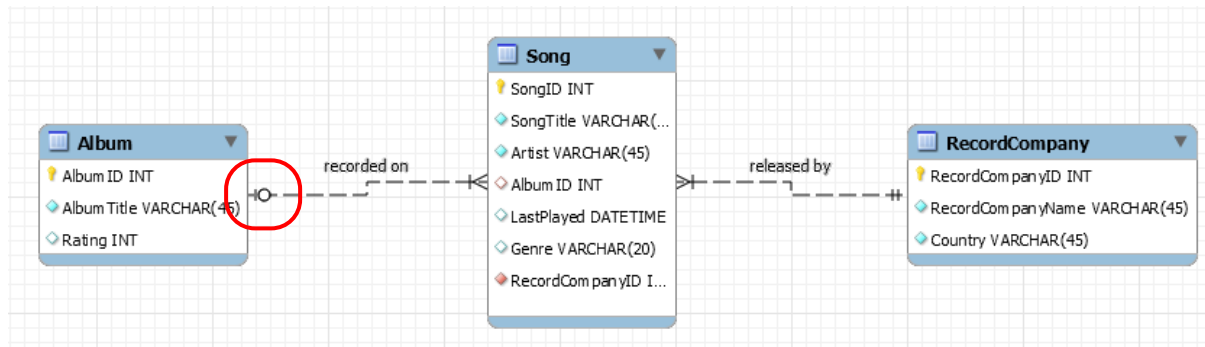 Album
AlbumID INT
AlbumTitle VARCHAR(45)
Rating INT
recorded on
Song
SongID INT
SongTitle VARCHAR(...
Artist VARCHAR(45)
AlbumID INT
LastPlayed DATETIME
Genre VARCHAR(20)
RecordCompanyID I...
released by
RecordCompany
RecordCompanyID INT
RecordCompanyName VARCHAR(45)
Country VARCHAR(45)